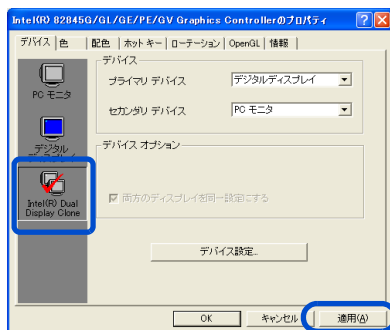 Intel(R) 82845G/GL/GE/PE/GV Graphics Controllerのプロパティ
デバイス 色 配色 ホットキー ローテーション OpenGL 情報
PC モニタ
デジタル
ディスプレイ
Intel(R) Dual
Display Clone
デバイス
プライマリ デバイス デジタルディスプレイ
セカンダリ デバイス PC モニタ
デバイス オプション
両方のディスプレイを同一設定にする
デバイス設定...
OK キャンセル 適用(A)